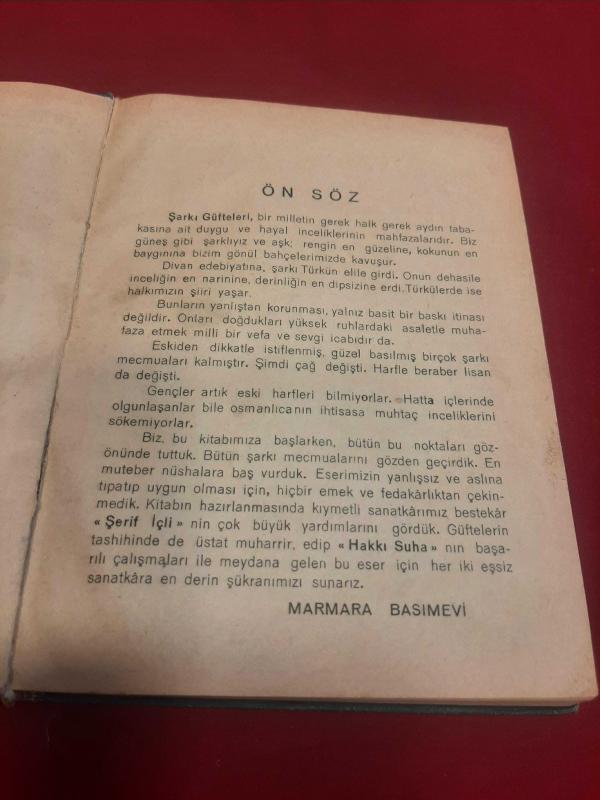 ÖN SÖZ
Şarkı Güfteleri, bir milletin gerek halk gerek aydın taba-
kasına ait duygu ve hayal inceliklerinin mahfazalarıdır. Biz
güneş gibi şarklıyız ve aşk; rengin en güzeline, kokunun en
baygınına bizim gönül bahçelerimizde kavuşur.
Divan edebiyatına, şarkı Türkün elile girdi. Onun dehasile
inceliğin en narinine, derinliğin en dipsizine erdi. Türkülerde ise
halkımızın şiiri yaşar.
Bunların yanlıştan korunması, yalnız basit bir baskı itinası
değildir. Onları doğdukları yüksek ruhlardaki asaletle muha-
faza etmek milli bir vefa ve sevgi icabıdır da.
Eskiden dikkatle istiflenmiş, güzel basılmış birçok şarkı
mecmuaları kalmıştır. Şimdi çağ değişti. Harfle beraber lisan
da değişti.
Gençler artık eski harfleri bilmiyorlar. Hatta içlerinde
olgunlaşanlar bile osmanlıcanın ihtisasa muhtaç inceliklerini
sökemiyorlar.
Biz, bu kitabımıza başlarken, bütün bu noktaları göz-
önünde tuttuk. Bütün şarkı mecmualarını gözden geçirdik. En
muteber nüshalara baş vurduk. Eserimizin yanlışsız ve aslına
tıpatıp uygun olması için, hiçbir emek ve fedakârlıktan çekin-
medik. Kitabın hazırlanmasında kıymetli sanatkârımız bestekâr
« Şerif İçli » nin çok büyük yardımlarını gördük. Güftelerin
tashihinde de üstat muharrir, edip « Hakkı Suha » nın başa-
rılı çalışmaları ile meydana gelen bu eser için her iki eşsiz
sanatkâra en derin şükranımızı sunarız.
MARMARA BASIMEVİ